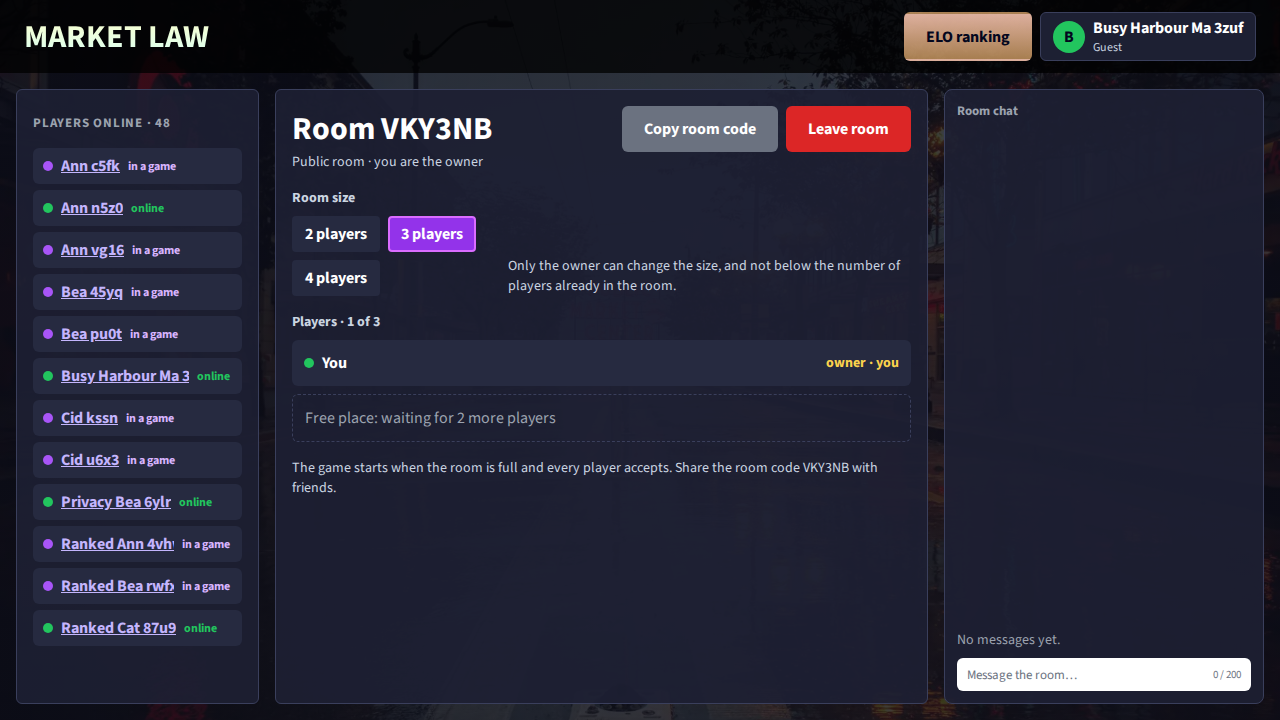 MARKET LAW
ELO ranking
B
Busy Harbour Ma 3zuf
Guest
PLAYERS ONLINE · 48
Ann c5fk in a game
Ann n5z0 online
Ann vg16 in a game
Bea 45yq in a game
Bea pu0t in a game
Busy Harbour Ma 3 online
Cid kssn in a game
Cid u6x3 in a game
Privacy Bea 6ylr online
Ranked Ann 4vh in a game
Ranked Bea rwfx in a game
Ranked Cat 87u9 online
Room VKY3NB
Copy room code
Leave room
Public room · you are the owner
Room size
2 players
3 players
4 players
Only the owner can change the size, and not below the number of
players already in the room.
Players · 1 of 3
You
owner · you
Free place: waiting for 2 more players
The game starts when the room is full and every player accepts. Share the room code VKY3NB with
friends.
Room chat
No messages yet.
Message the room…
0 / 200